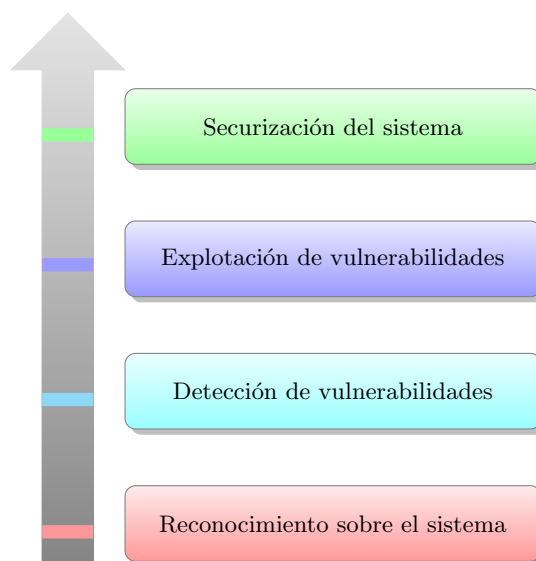 Securización del sistema
Explotación de vulnerabilidades
Detección de vulnerabilidades
Reconocimiento sobre el sistema